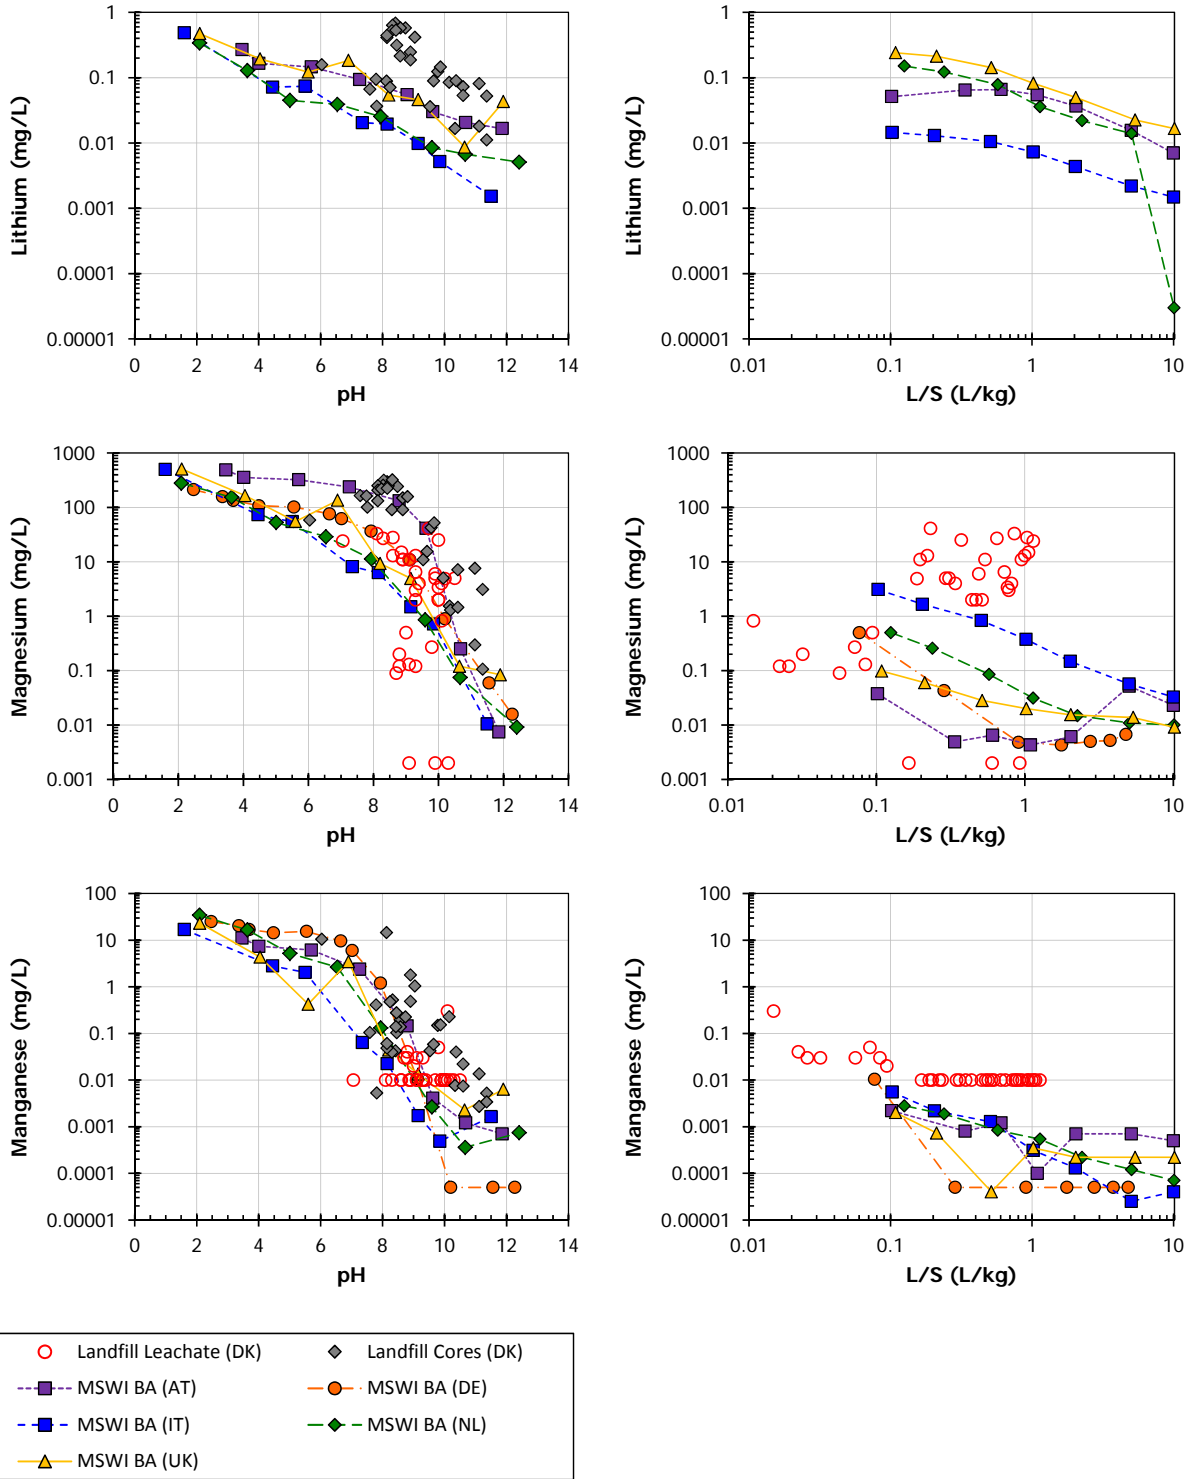 1
0.1
0.01
0.001
0.0001
0.00001
Lithium (mg/L)
0 2 4 6 8 10 12 14
pH
1
0.1
0.01
0.001
0.0001
0.00001
Lithium (mg/L)
0.01 0.1 1 10
L/S (L/kg)
1000
100
10
1
0.1
0.01
0.001
Magnesium (mg/L)
0 2 4 6 8 10 12 14
pH
1000
100
10
1
0.1
0.01
0.001
Magnesium (mg/L)
0.01 0.1 1 10
L/S (L/kg)
100
10
1
0.1
0.01
0.001
0.0001
0.00001
Manganese (mg/L)
0 2 4 6 8 10 12 14
pH
100
10
1
0.1
0.01
0.001
0.0001
0.00001
Manganese (mg/L)
0.01 0.1 1 10
L/S (L/kg)
Landfill Leachate (DK) Landfill Cores (DK)
MSWI BA (AT) MSWI BA (DE)
MSWI BA (IT) MSWI BA (NL)
MSWI BA (UK)